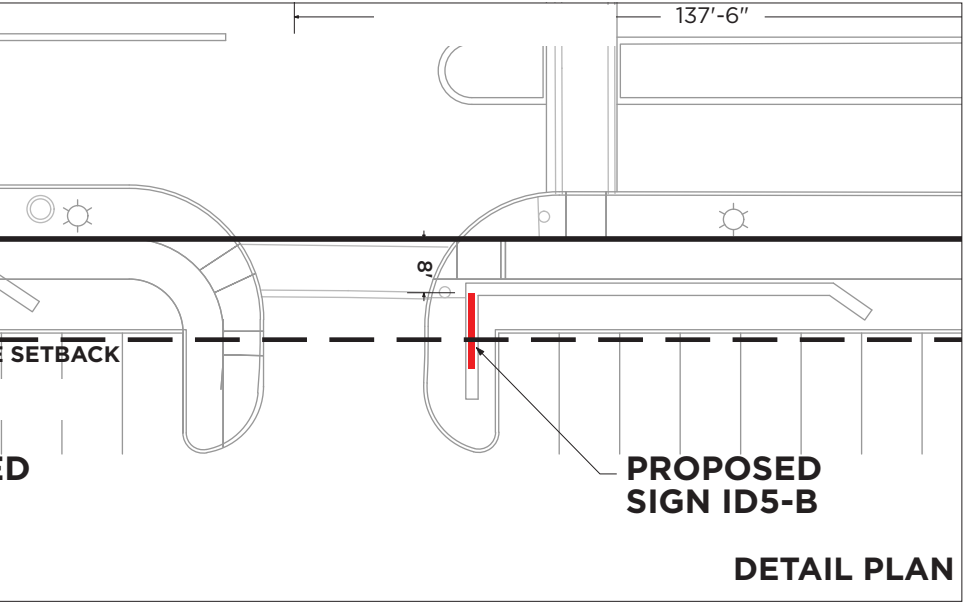 137'-6"
8'
E SETBACK
ED
PROPOSED
SIGN ID5-B
DETAIL PLAN